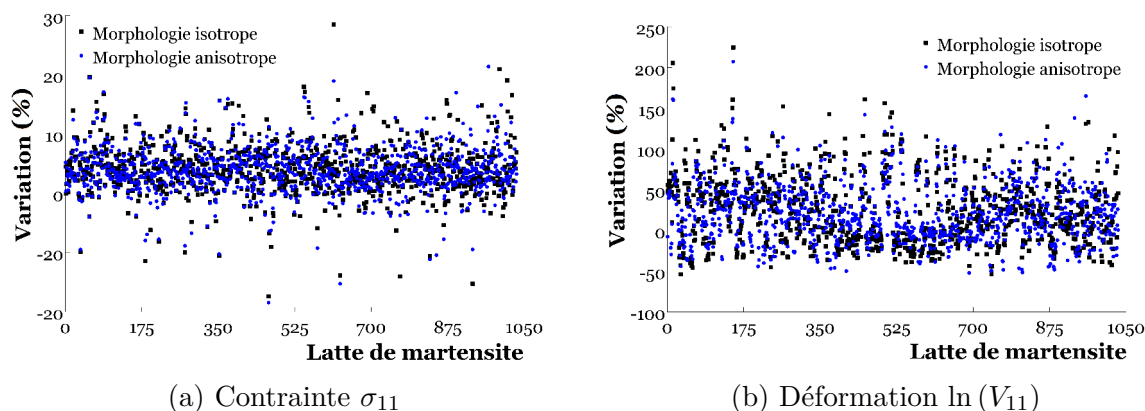 30
20
10
0
-20
-20
Variation (%)
Morphologie isotrope
Morphologie anisotrope
0 175 350 525 700 875 1050
Latte de martensite
(a) Contrainte σ11
250
200
150
100
50
0
-50
-100
Variation (%)
Morphologie isotrope
Morphologie anisotrope
0 175 350 525 700 875 1050
Latte de martensite
(b) Déformation ln (V11)